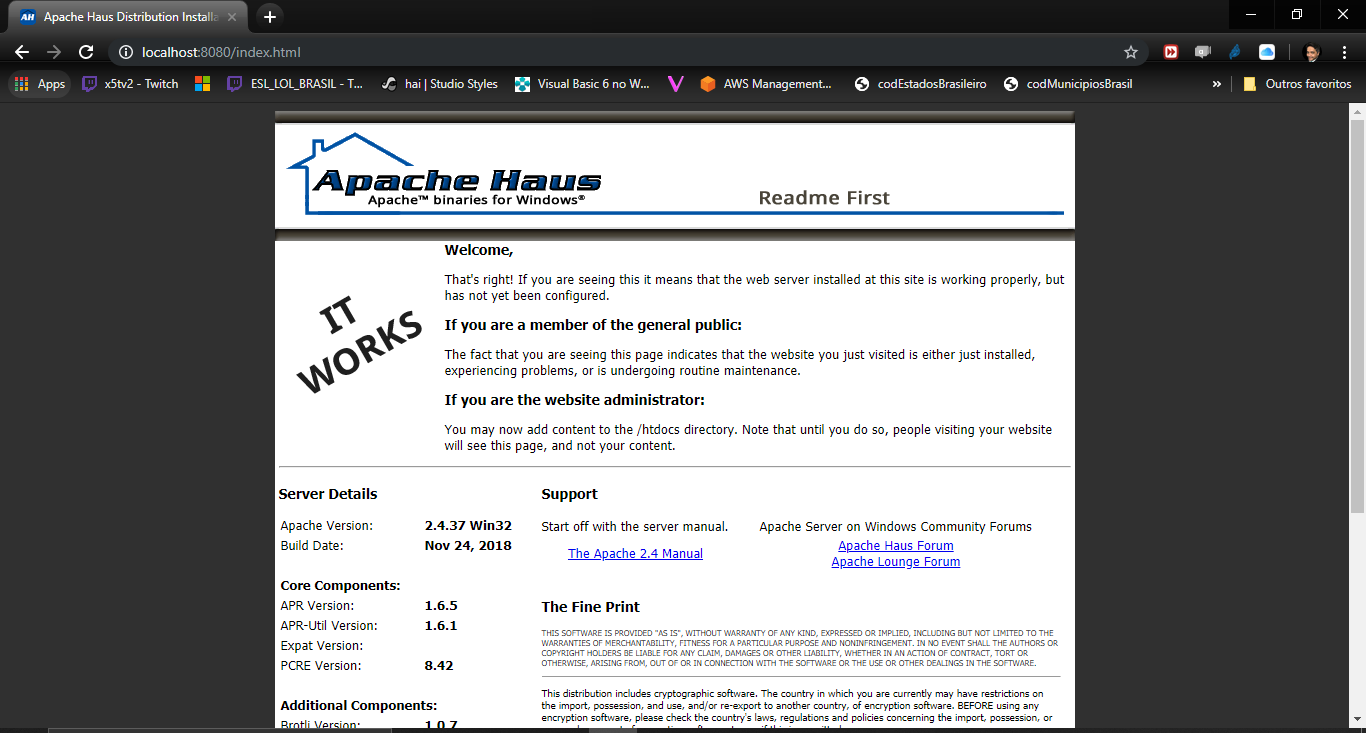 AH Apache Haus Distribution Installa
localhost:8080/index.html
Apps x5tv2 - Twitch ESL_LOL_BRASIL - T... hai | Studio Styles Visual Basic 6 no W... AWS Management... codEstadosBrasileiro codMunicipiosBrasil » Outros favoritos
Apache Haus
Apache™ binaries for Windows®
Readme First
IT
WORKS
Welcome,
That's right! If you are seeing this it means that the web server installed at this site is working properly, but
has not yet been configured.
If you are a member of the general public:
The fact that you are seeing this page indicates that the website you just visited is either just installed,
experiencing problems, or is undergoing routine maintenance.
If you are the website administrator:
You may now add content to the /htdocs directory. Note that until you do so, people visiting your website
will see this page, and not your content.
Server Details
Apache Version: 2.4.37 Win32
Build Date: Nov 24, 2018
Core Components:
APR Version: 1.6.5
APR-Util Version: 1.6.1
Expat Version:
PCRE Version: 8.42
Additional Components:
Brotli Version: 1.0.7
Support
Start off with the server manual.
The Apache 2.4 Manual
Apache Server on Windows Community Forums
Apache Haus Forum
Apache Lounge Forum
The Fine Print
THIS SOFTWARE IS PROVIDED "AS IS", WITHOUT WARRANTY OF ANY KIND, EXPRESSED OR IMPLIED, INCLUDING BUT NOT LIMITED TO THE
WARRANTIES OF MERCHANTABILITY, FITNESS FOR A PARTICULAR PURPOSE AND NONINFRINGEMENT. IN NO EVENT SHALL THE AUTHORS OR
COPYRIGHT HOLDERS BE LIABLE FOR ANY CLAIM, DAMAGES OR OTHER LIABILITY, WHETHER IN AN ACTION OF CONTRACT, TORT OR
OTHERWISE, ARISING FROM, OUT OF OR IN CONNECTION WITH THE SOFTWARE OR THE USE OR OTHER DEALINGS IN THE SOFTWARE.
This distribution includes cryptographic software. The country in which you are currently may have restrictions on
the import, possession, and use, and/or re-export to another country, of encryption software. BEFORE using any
encryption software, please check the country's laws, regulations and policies concerning the import, possession, or